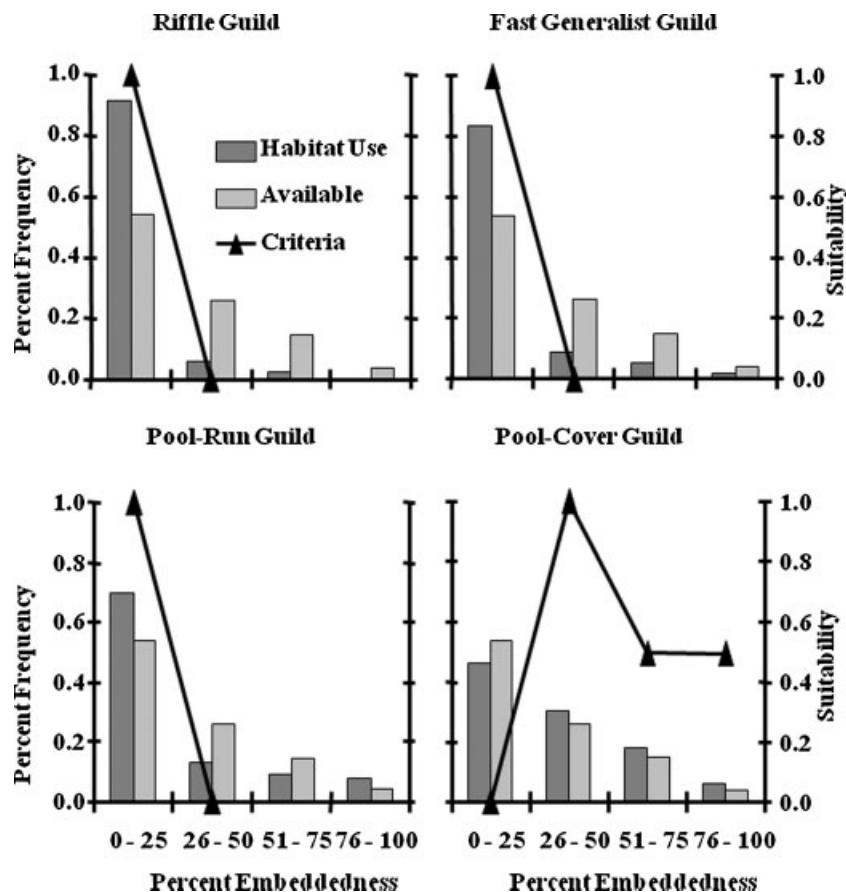 Riffle Guild
Fast Generalist Guild
1.0
0.8
0.6
0.4
0.2
0.0
Percent Frequency
Habitat Use
Available
Criteria
1.0
0.8
0.6
0.4
0.2
0.0
Suitability
Pool-Run Guild
Pool-Cover Guild
1.0
0.8
0.6
0.4
0.2
0.0
Percent Frequency
1.0
0.8
0.6
0.4
0.2
0.0
Suitability
0 - 25 26 - 50 51 - 75 76 - 100
0 - 25 26 - 50 51 - 75 76 - 100
Percent Embeddedness
Percent Embeddedness